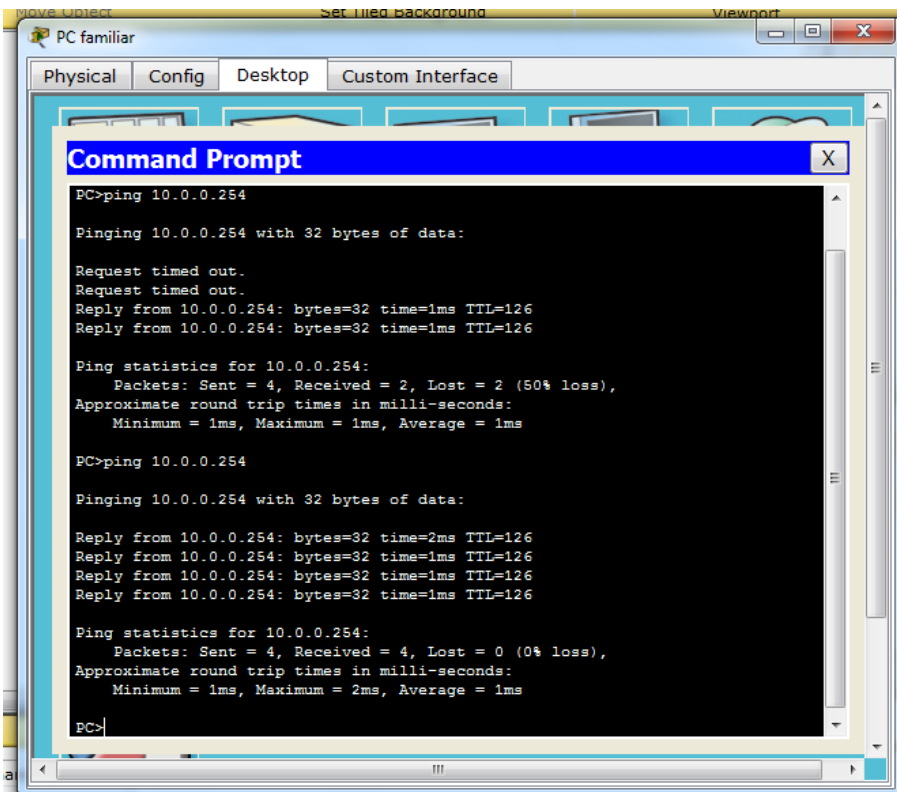 Move Object Set Tiled Background Viewport
PC familiar
Physical Config Desktop Custom Interface
Command Prompt
X
PC>ping 10.0.0.254
Pinging 10.0.0.254 with 32 bytes of data:
Request timed out.
Request timed out.
Reply from 10.0.0.254: bytes=32 time=1ms TTL=126
Reply from 10.0.0.254: bytes=32 time=1ms TTL=126
Ping statistics for 10.0.0.254:
Packets: Sent = 4, Received = 2, Lost = 2 (50% loss),
Approximate round trip times in milli-seconds:
Minimum = 1ms, Maximum = 1ms, Average = 1ms
PC>ping 10.0.0.254
Pinging 10.0.0.254 with 32 bytes of data:
Reply from 10.0.0.254: bytes=32 time=2ms TTL=126
Reply from 10.0.0.254: bytes=32 time=1ms TTL=126
Reply from 10.0.0.254: bytes=32 time=1ms TTL=126
Reply from 10.0.0.254: bytes=32 time=1ms TTL=126
Ping statistics for 10.0.0.254:
Packets: Sent = 4, Received = 4, Lost = 0 (0% loss),
Approximate round trip times in milli-seconds:
Minimum = 1ms, Maximum = 2ms, Average = 1ms
PC>